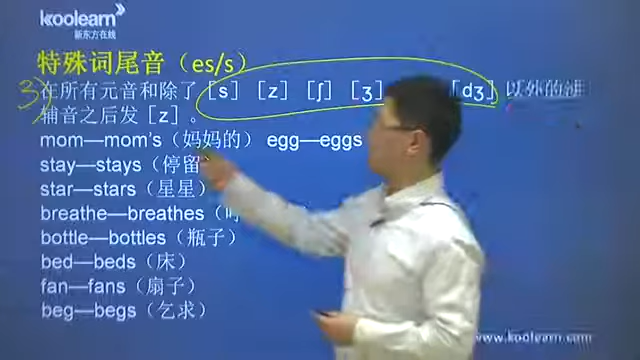 koolearn
新东方在线
特殊词尾音（es/s）
3) 在所有元音和除了 [s] [z] [ʃ] [ʒ] [dʒ] 以外的
辅音之后发 [z] 。
mom—mom's（妈妈的） egg—eggs
stay—stays（停留
star—stars（星星）
breathe—breathes（
bottle—bottles（瓶子）
bed—beds（床）
fan—fans（扇子）
beg—begs（乞求）
www.koolearn.com